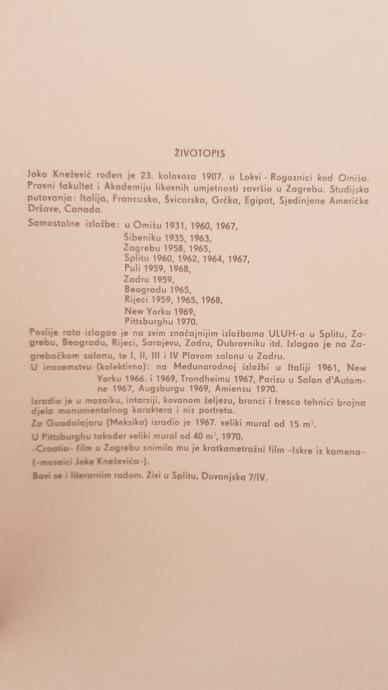 ŽIVOTOPIS
Joko Knežević rođen je 23. kolovoza 1907. u Lokvi - Rogoznici kod Omiša.
Pravni fakultet i Akademiju likovnih umjetnosti završio u Zagrebu. Studijska
putovanja: Italija, Francuska, Švicarska, Grčka, Egipat, Sjedinjene Američke
Države, Canada.
Samostalne izložbe: u Omišu 1931, 1960, 1967,
Šibeniku 1935, 1963,
Zagrebu 1958, 1965,
Splitu 1960, 1962, 1964, 1967,
Puli 1959, 1968,
Zadru 1959,
Beogradu 1965,
Rijeci 1959, 1965, 1968,
New Yorku 1969,
Pittsburghu 1970.
Poslije rata izlagao je na svim značajnijim izložbama ULUH-a u Splitu, Za-
grebu, Beogradu, Rijeci, Sarajevu, Zadru, Dubrovniku itd. Izlagao je na Za-
grebačkom salonu, te I, II, III i IV Plavom salonu u Zadru.
U inozemstvu (kolektivno): na Međunarodnoj izložbi u Italiji 1961, New
Yorku 1966. i 1969, Trondheimu 1967, Parizu u Salon d'Autom-
ne 1967, Augsburgu 1969, Amiensu 1970.
Izradio je u mozaiku, intarziji, kovanom željezu, bronci i fresco tehnici brojna
djela monumentalnog karaktera i niz portreta.
Za Guadalajaru (Meksiko) izradio je 1967. veliki mural od 15 m².
U Pittsburghu također veliki mural od 40 m², 1970.
»Croatia« film u Zagrebu snimila mu je kratkometražni film »Iskre iz kamena«
(»mozaici Joke Kneževića«).
Bavi se i literarnim radom. Živi u Splitu, Duvanjska 7/IV.